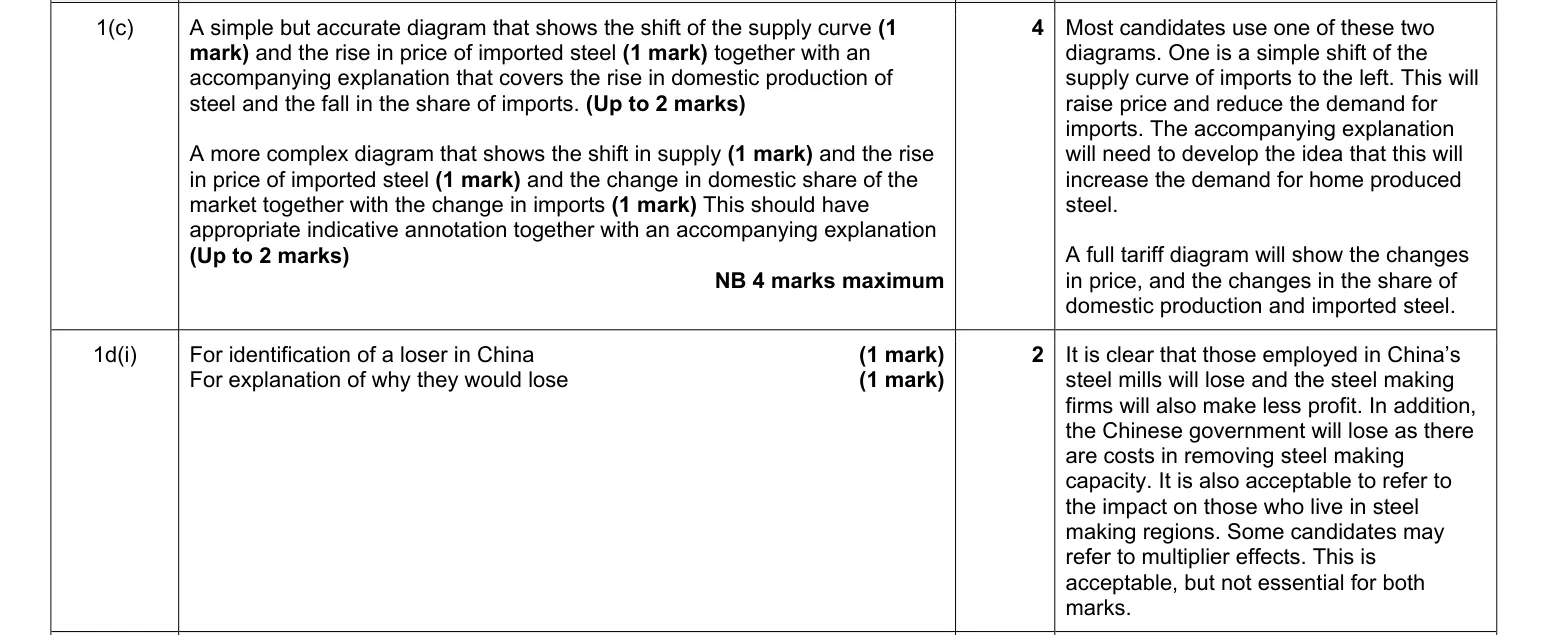 1(c)
A simple but accurate diagram that shows the shift of the supply curve (1
mark) and the rise in price of imported steel (1 mark) together with an
accompanying explanation that covers the rise in domestic production of
steel and the fall in the share of imports. (Up to 2 marks)
A more complex diagram that shows the shift in supply (1 mark) and the rise
in price of imported steel (1 mark) and the change in domestic share of the
market together with the change in imports (1 mark) This should have
appropriate indicative annotation together with an accompanying explanation
(Up to 2 marks)
NB 4 marks maximum
4
Most candidates use one of these two
diagrams. One is a simple shift of the
supply curve of imports to the left. This will
raise price and reduce the demand for
imports. The accompanying explanation
will need to develop the idea that this will
increase the demand for home produced
steel.
A full tariff diagram will show the changes
in price, and the changes in the share of
domestic production and imported steel.
1d(i)
For identification of a loser in China (1 mark)
For explanation of why they would lose (1 mark)
2
It is clear that those employed in China’s
steel mills will lose and the steel making
firms will also make less profit. In addition,
the Chinese government will lose as there
are costs in removing steel making
capacity. It is also acceptable to refer to
the impact on those who live in steel
making regions. Some candidates may
refer to multiplier effects. This is
acceptable, but not essential for both
marks.